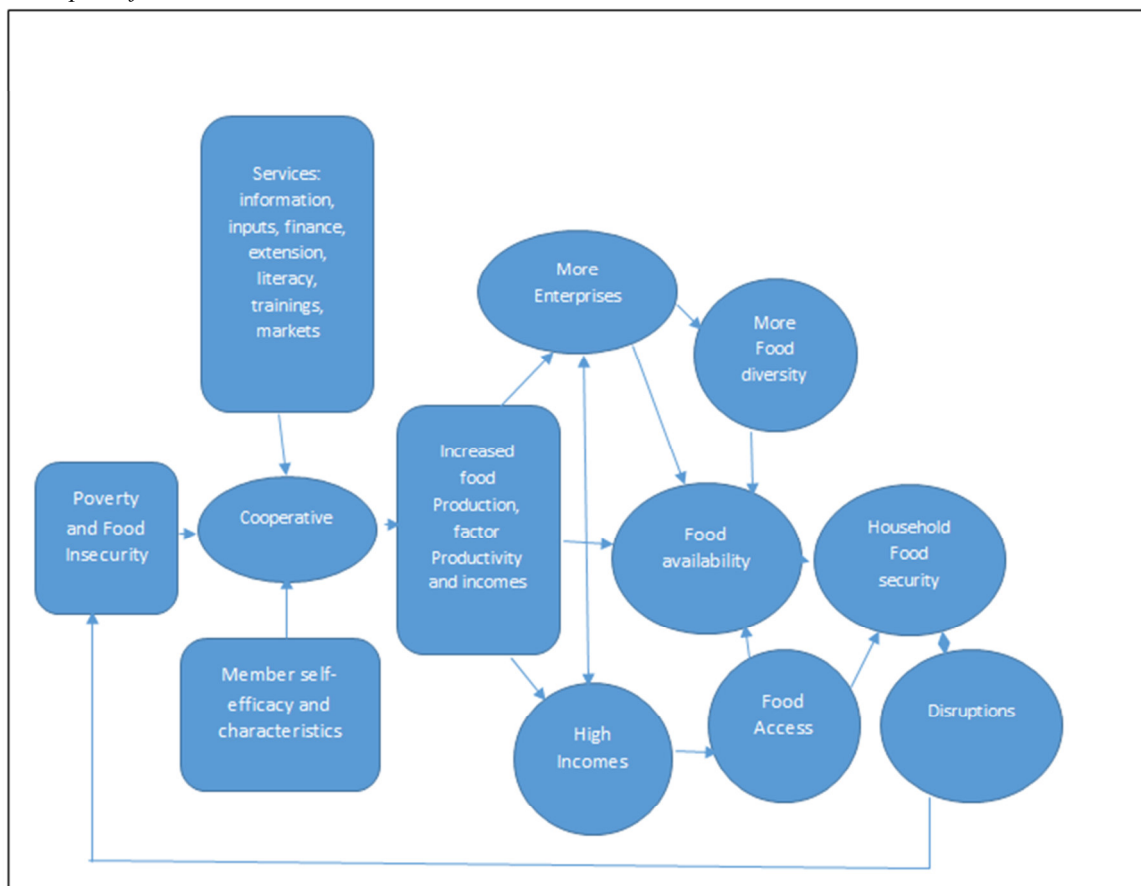 Services:
information,
inputs, finance,
extension,
literacy,
trainings,
markets
More
Enterprises
More
Food
diversity
Increased
food
Production,
factor
Productivity
and incomes
Poverty
and Food
Insecurity
Cooperative
Food
availability
Household
Food
security
Member self-
efficacy and
characteristics
High
Incomes
Food
Access
Disruptions